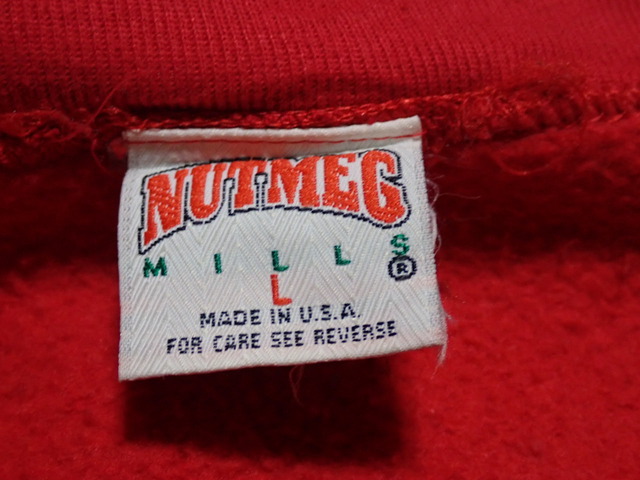 NUTMEG
MILLS®
L
MADE IN U.S.A.
FOR CARE SEE REVERSE